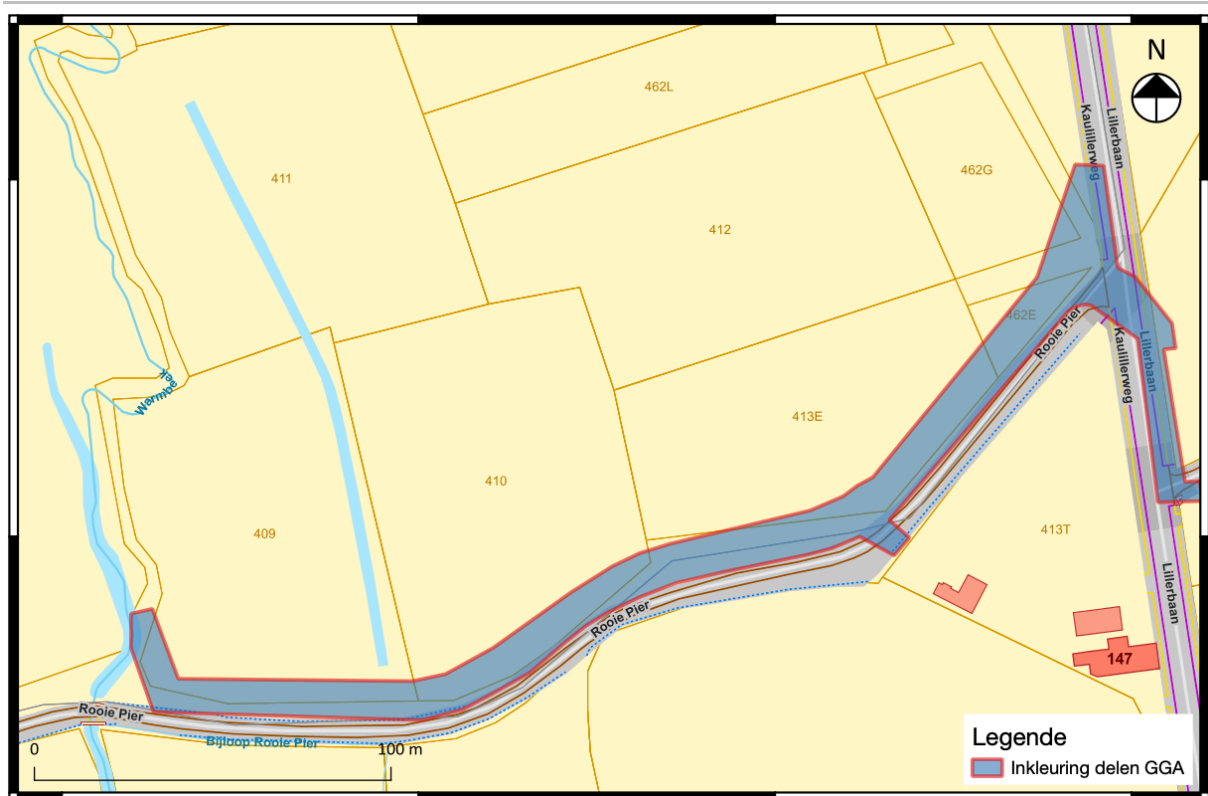 N
462L
Kaulillerweg
Lillerbaan
411
462G
412
462E
Rooie Pier
Kaulillerweg
Lillerbaan
Warmbeek
413E
410
409
413T
Lillerbaan
Rooie Pier
147
Rooie Pier
Bijloop Rooie Pier
0
100 m
Legende
Inkleuring delen GGA